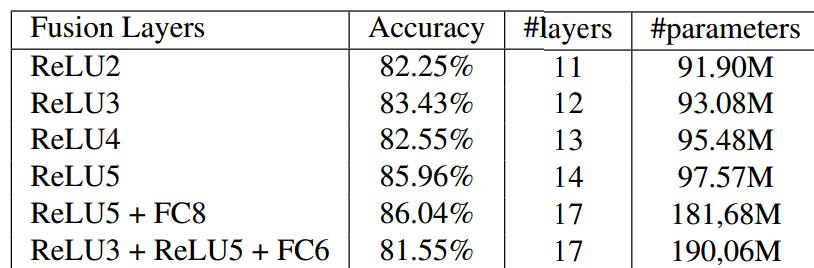 Fusion Layers Accuracy #layers #parameters
ReLU2 82.25% 11 91.90M
ReLU3 83.43% 12 93.08M
ReLU4 82.55% 13 95.48M
ReLU5 85.96% 14 97.57M
ReLU5 + FC8 86.04% 17 181,68M
ReLU3 + ReLU5 + FC6 81.55% 17 190,06M